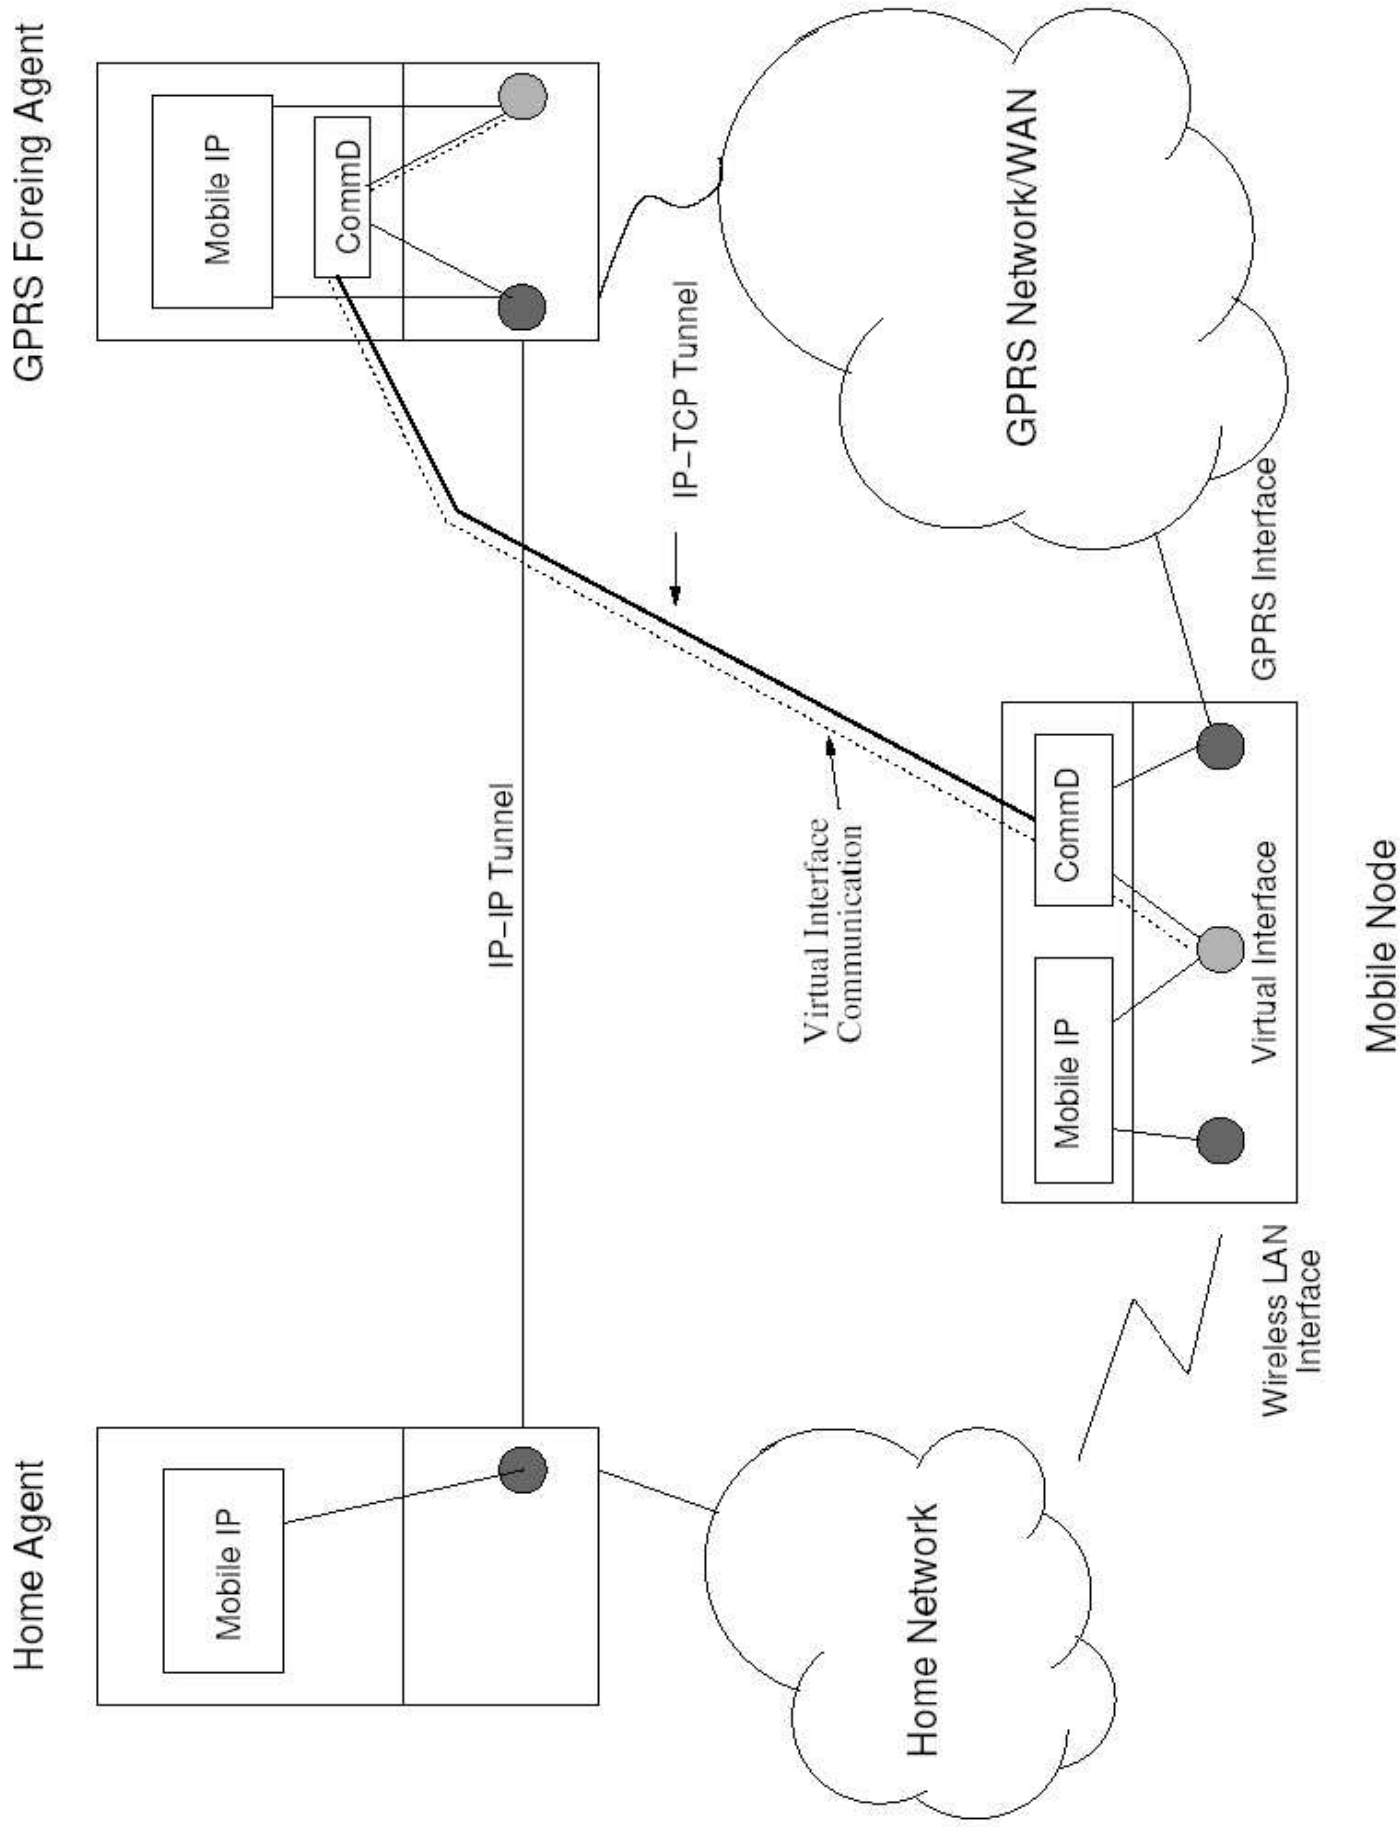 Home Agent
GPRS Foreing Agent
Mobile IP
Mobile IP
CommD
IP-IP Tunnel
IP-TCP Tunnel
Virtual Interface
Communication
Home Network
GPRS Network/WAN
Mobile IP
CommD
Wireless LAN
Interface
Virtual Interface
GPRS Interface
Mobile Node